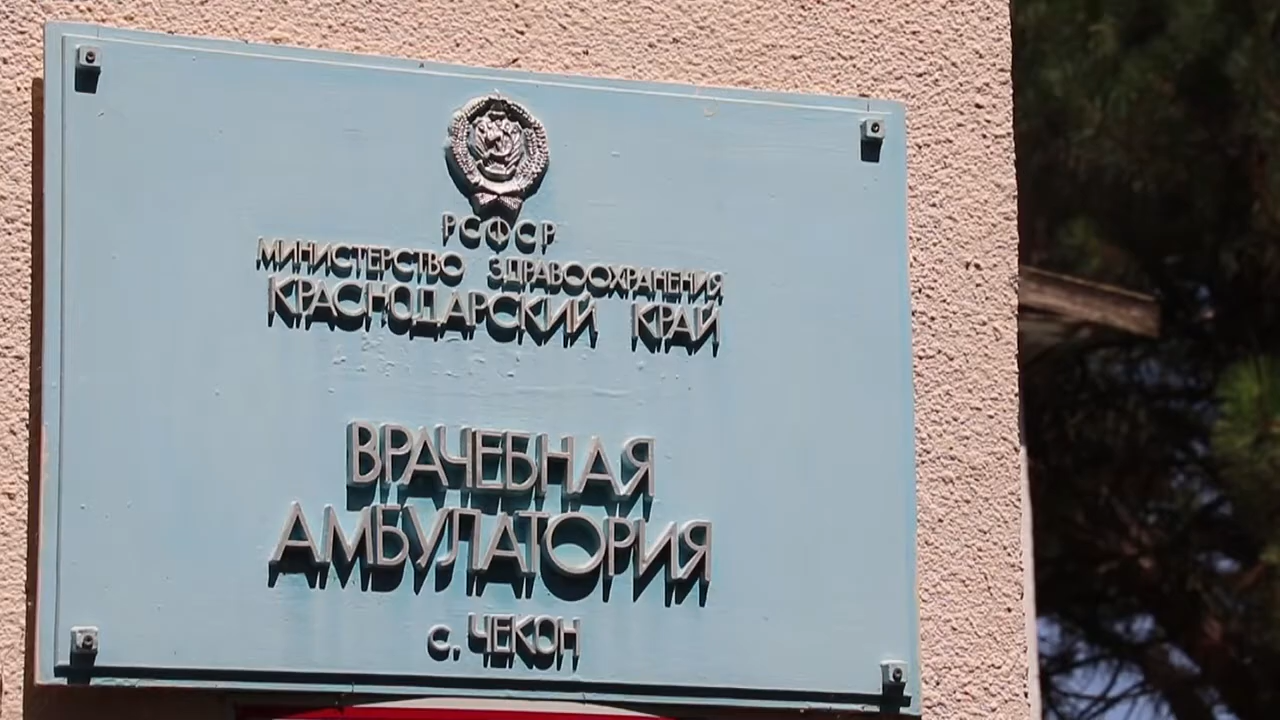 РСФСР
МИНИСТЕРСТВО ЗДРАВООХРАНЕНИЯ
КРАСНОДАРСКИЙ КРАЙ
ВРАЧЕБНАЯ
АМБУЛАТОРИЯ
с. ЧЕКОН